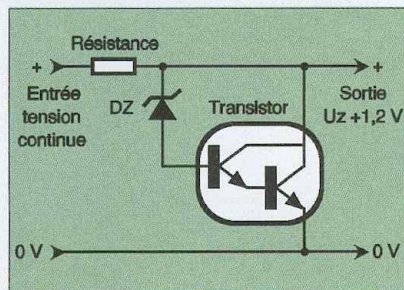 Résistance
+
+
Entrée
tension
continue
DZ
Transistor
Sortie
Uz +1,2 V
0 V
0 V